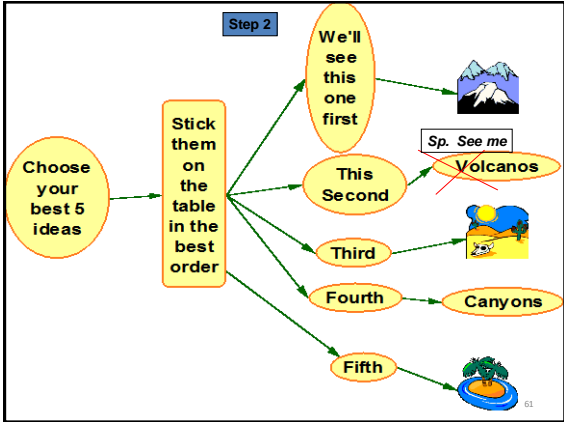 Step 2
We'll
see
this
one
first
Choose
your
best 5
ideas
Stick
them
on
the
table
in the
best
order
Sp. See me
This
Second
Volcanos
Third
Fourth
Canyons
Fifth
61